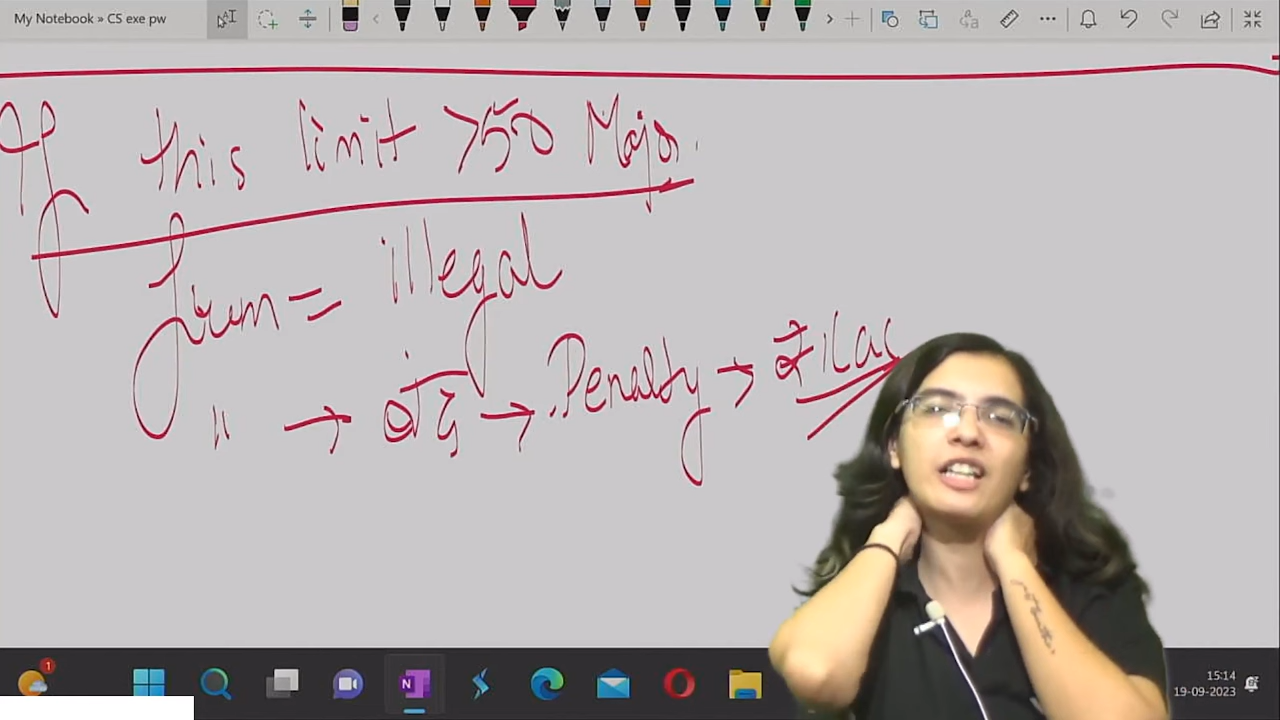 My Notebook » CS exe pw
If this limit >50 Major.
firm = illegal
" → → Penalty → ₹1Lac
1
15:14
19-09-2023